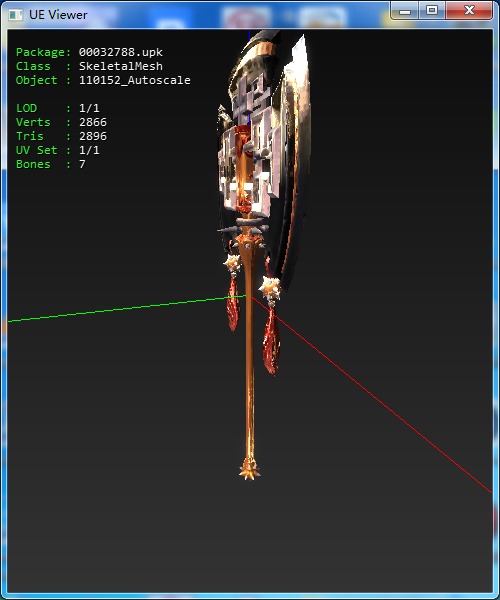 UE Viewer
Package: 00032788.upk
Class : SkeletalMesh
Object : 110152_Autoscale
LOD : 1/1
Verts : 2866
Tris : 2896
UV Set : 1/1
Bones : 7